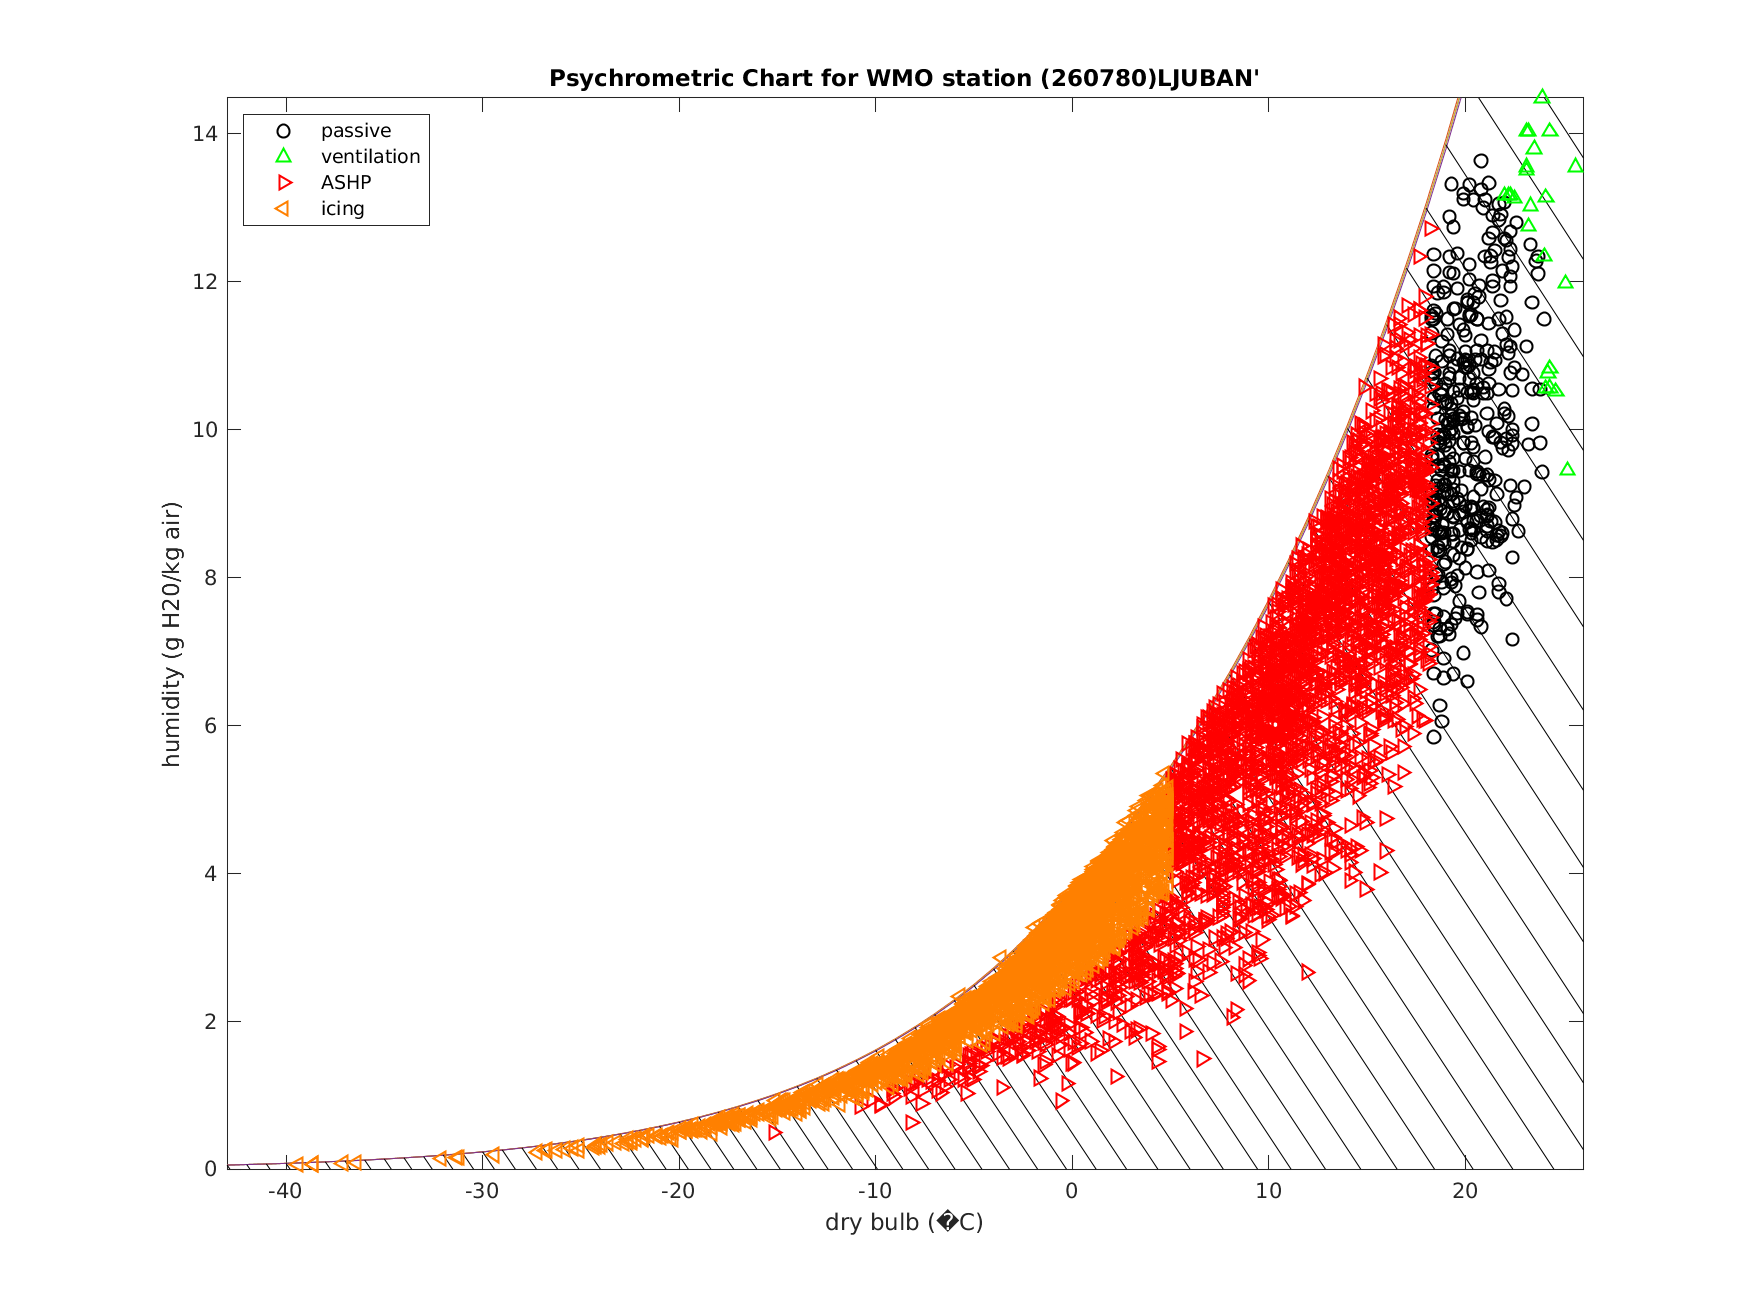 Psychrometric Chart for WMO station (260780)LJUBAN'
passive
ventilation
ASHP
icing
14
12
10
8
6
4
2
0
humidity (g H20/kg air)
-40 -30 -20 -10 0 10 20
dry bulb (�C)